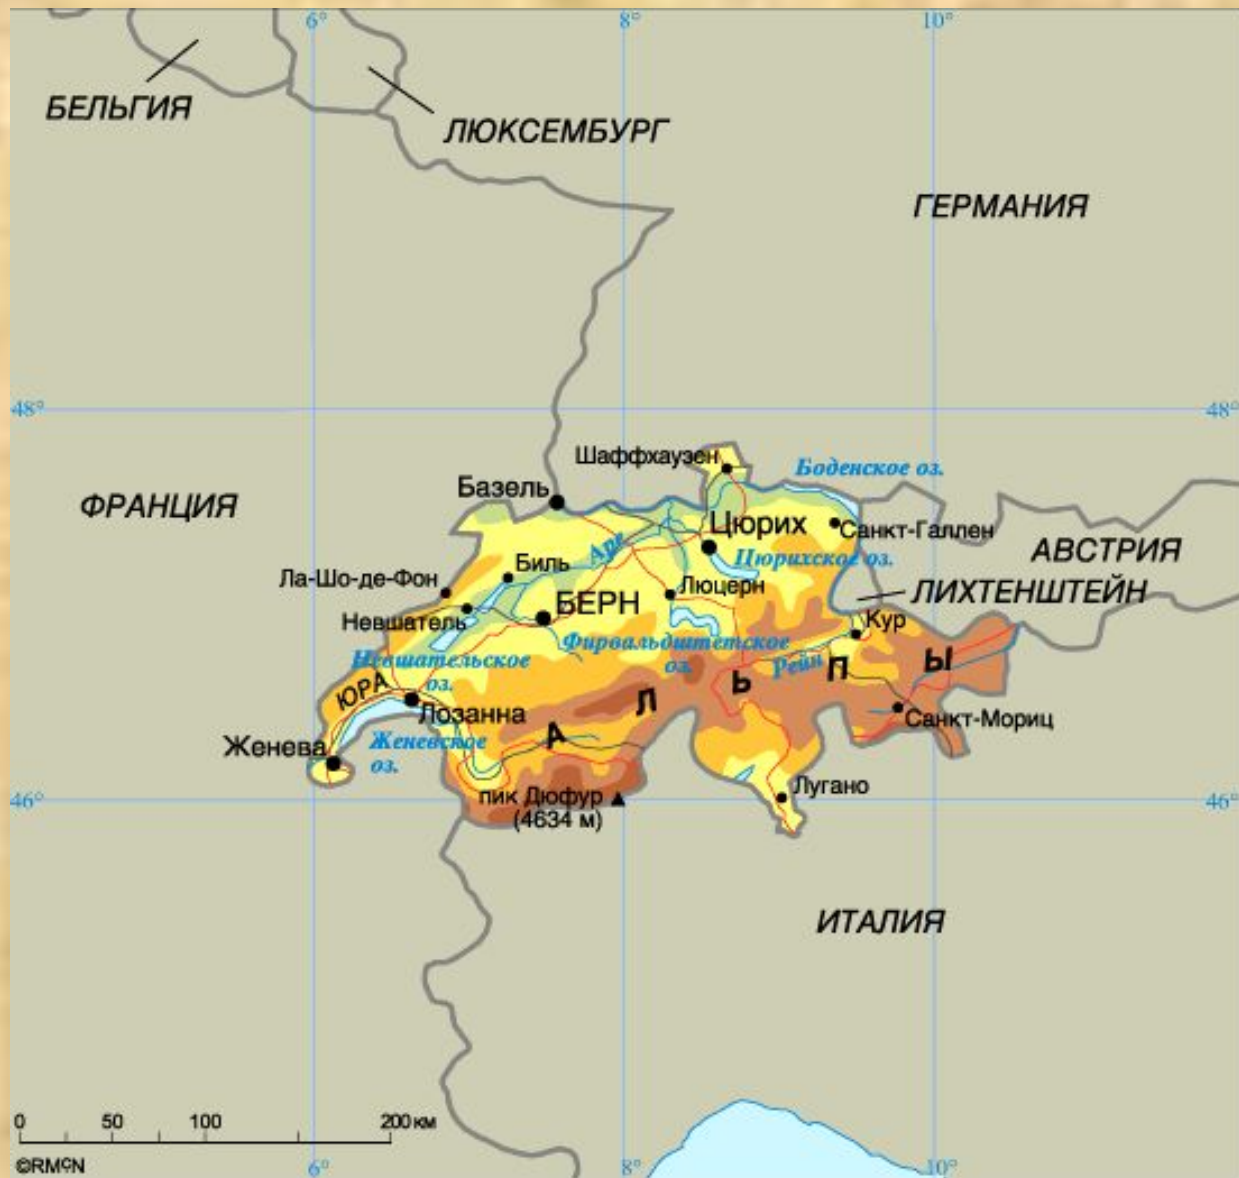 6°
8°
10°
БЕЛЬГИЯ
ЛЮКСЕМБУРГ
ГЕРМАНИЯ
48°
48°
Шаффхаузен
Боденское оз.
Базель
ФРАНЦИЯ
Цюрих
Санкт-Галлен
Аре
АВСТРИЯ
Цюрихское оз.
Биль
Ла-Шо-де-Фон
Люцерн
ЛИХТЕНШТЕЙН
БЕРН
Невшатель
Кур
Фирвальдштетское
оз.
Невшательское
оз.
Рейн
АЛЬПЫ
ЮРА
Лозанна
Санкт-Мориц
Женева
Женевское
оз.
Лугано
пик Дюфур
(4634 м)
46°
46°
ИТАЛИЯ
0 50 100 200 км
©RMCN
6°
8°
10°